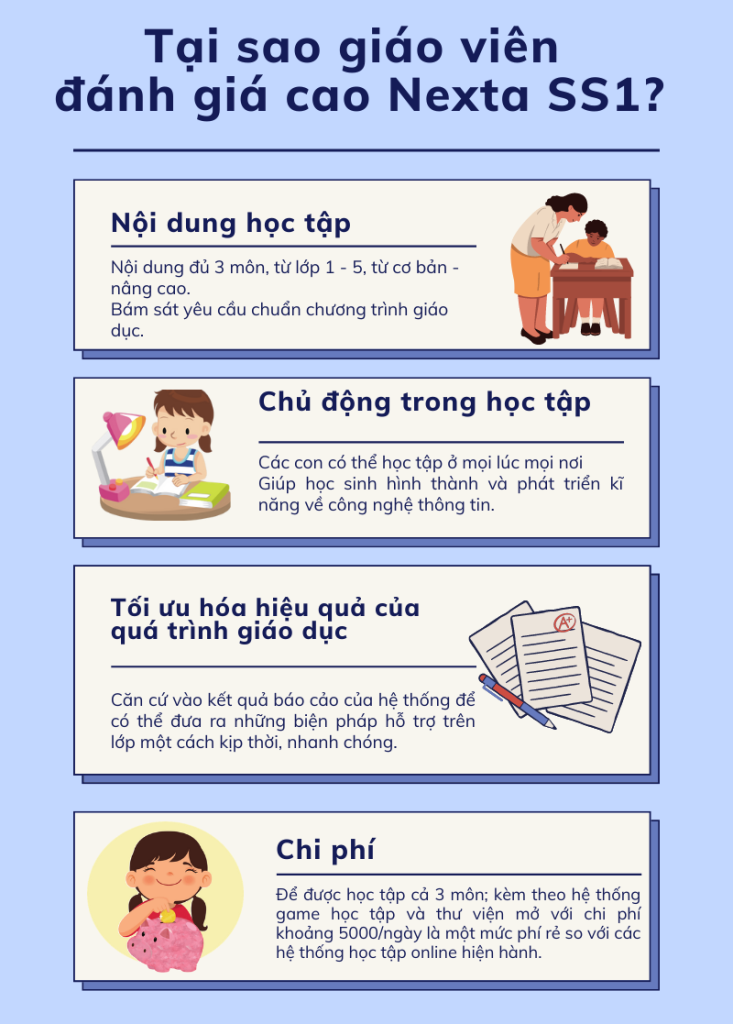 Tại sao giáo viên
đánh giá cao Nexta SS1?
Nội dung học tập
Nội dung đủ 3 môn, từ lớp 1 - 5, từ cơ bản -
nâng cao.
Bám sát yêu cầu chuẩn chương trình giáo
dục.
Chủ động trong học tập
Các con có thể học tập ở mọi lúc mọi nơi
Giúp học sinh hình thành và phát triển kĩ
năng về công nghệ thông tin.
Tối ưu hóa hiệu quả của
quá trình giáo dục
A+
Căn cứ vào kết quả báo cảo của hệ thống để
có thể đưa ra những biện pháp hỗ trợ trên
lớp một cách kịp thời, nhanh chóng.
Chi phí
Để được học tập cả 3 môn; kèm theo hệ thống
game học tập và thư viện mở với chi phí
khoảng 5000/ngày là một mức phí rẻ so với các
hệ thống học tập online hiện hành.